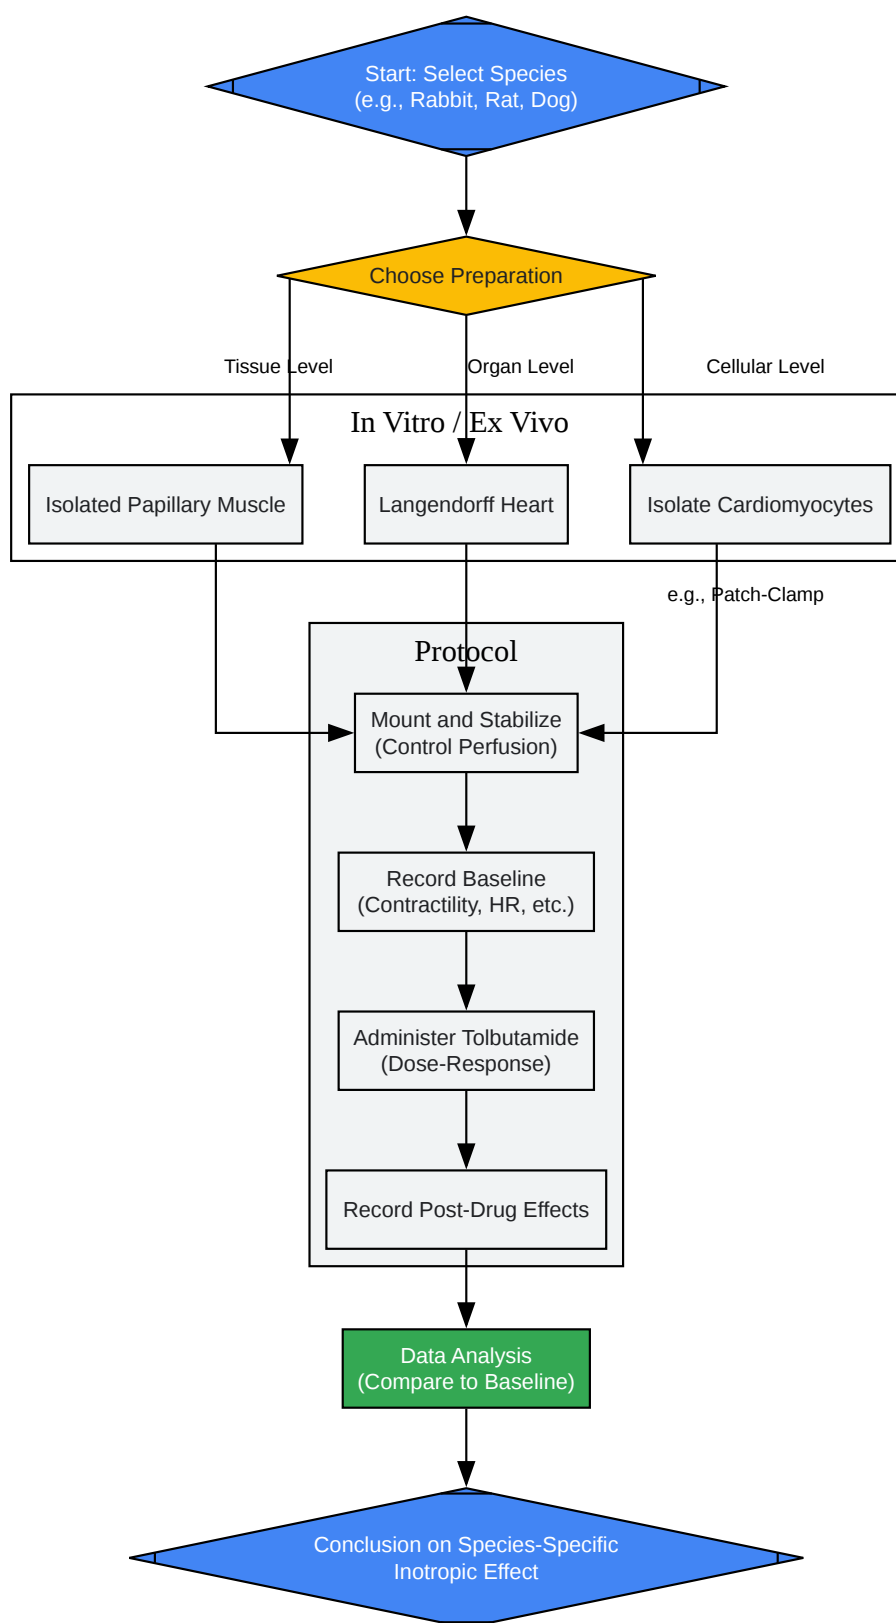 Start: Select Species
(e.g., Rabbit, Rat, Dog)
Choose Preparation
Tissue Level
Organ Level
Cellular Level
In Vitro / Ex Vivo
Isolated Papillary Muscle
Langendorff Heart
Isolate Cardiomyocytes
e.g., Patch-Clamp
Protocol
Mount and Stabilize
(Control Perfusion)
Record Baseline
(Contractility, HR, etc.)
Administer Tolbutamide
(Dose-Response)
Record Post-Drug Effects
Data Analysis
(Compare to Baseline)
Conclusion on Species-Specific
Inotropic Effect